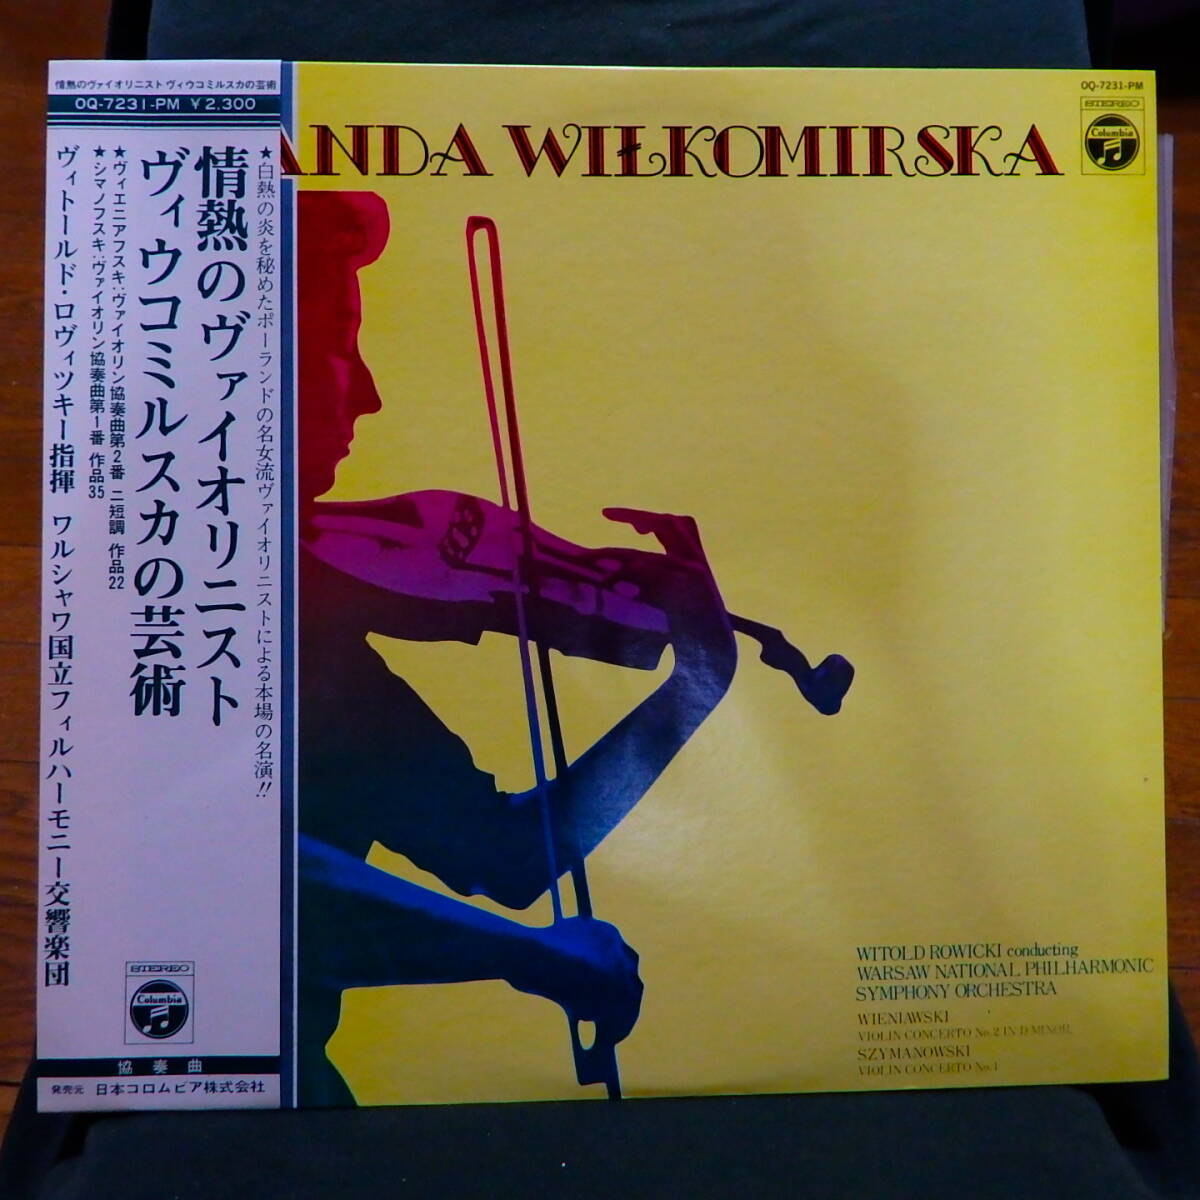 情熱のヴァイオリニスト ヴィウコミルスカの芸術
OQ-7231-PM ¥2,300
★白熱の炎を秘めたポーランドの名女流ヴァイオリニストによる本場の名演!!
情熱のヴァイオリニスト
ヴィウコミルスカの芸術
★ヴィエニアフスキ:ヴァイオリン協奏曲第2番 ニ短調 作品22
★シマノフスキ:ヴァイオリン協奏曲第1番 作品35
ヴィトールド・ロヴィツキー指揮 ワルシャワ国立フィルハーモニー交響楽団
STEREO
Columbia
協奏曲
発売元 日本コロムビア株式会社
ANDA WIŁKOMIRSKA
OQ-7231-PM
STEREO
Columbia
WITOLD ROWICKI conducting
WARSAW NATIONAL PHILHARMONIC
SYMPHONY ORCHESTRA
WIENIAWSKI
VIOLIN CONCERTO No.2 IN D MINOR,
SZYMANOWSKI
VIOLIN CONCERTO No.1